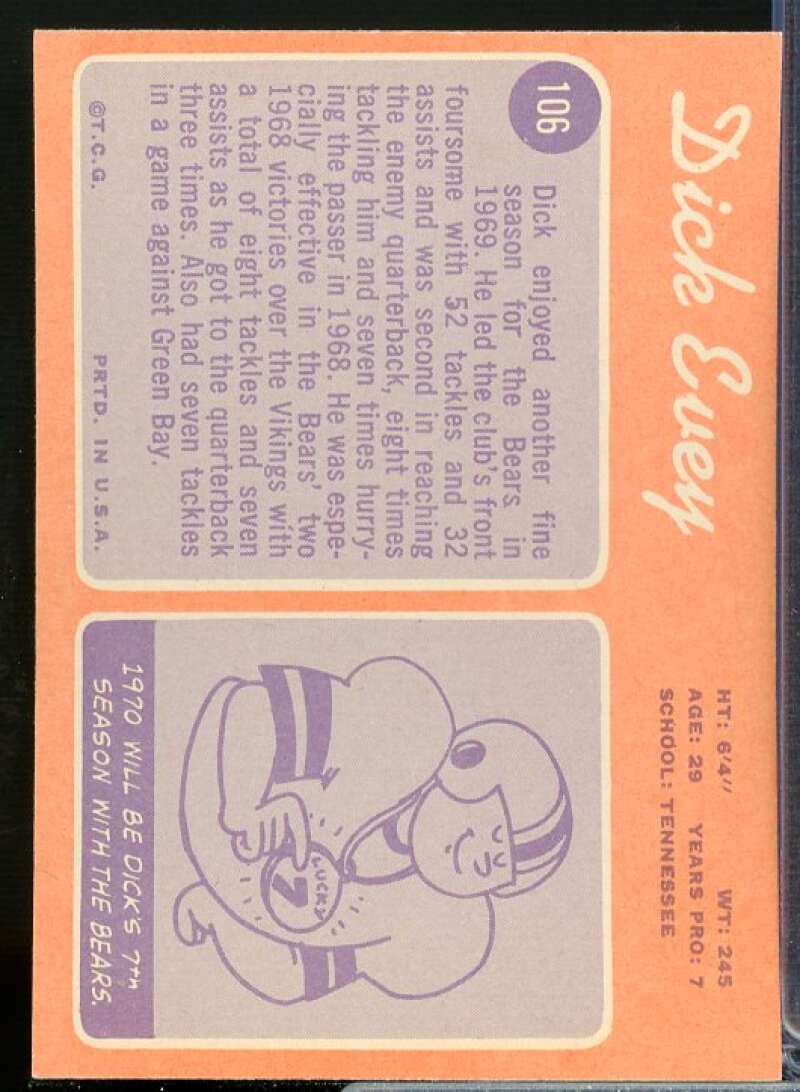 Dick Evey
HT: 6'4" WT: 245
AGE: 29 YEARS PRO: 7
SCHOOL: TENNESSEE
106
Dick enjoyed another fine
season for the Bears in
1969. He led the club's front
foursome with 52 tackles and 32
assists and was second in reaching
the enemy quarterback, eight times
tackling him and seven times hurry-
ing the passer in 1968. He was espe-
cially effective in the Bears' two
1968 victories over the Vikings with
a total of eight tackles and seven
assists as he got to the quarterback
three times. Also had seven tackles
in a game against Green Bay.
©T.C.G. PRTD. IN U.S.A.
LUCKY
7
1970 WILL BE DICK'S 7TH
SEASON WITH THE BEARS.